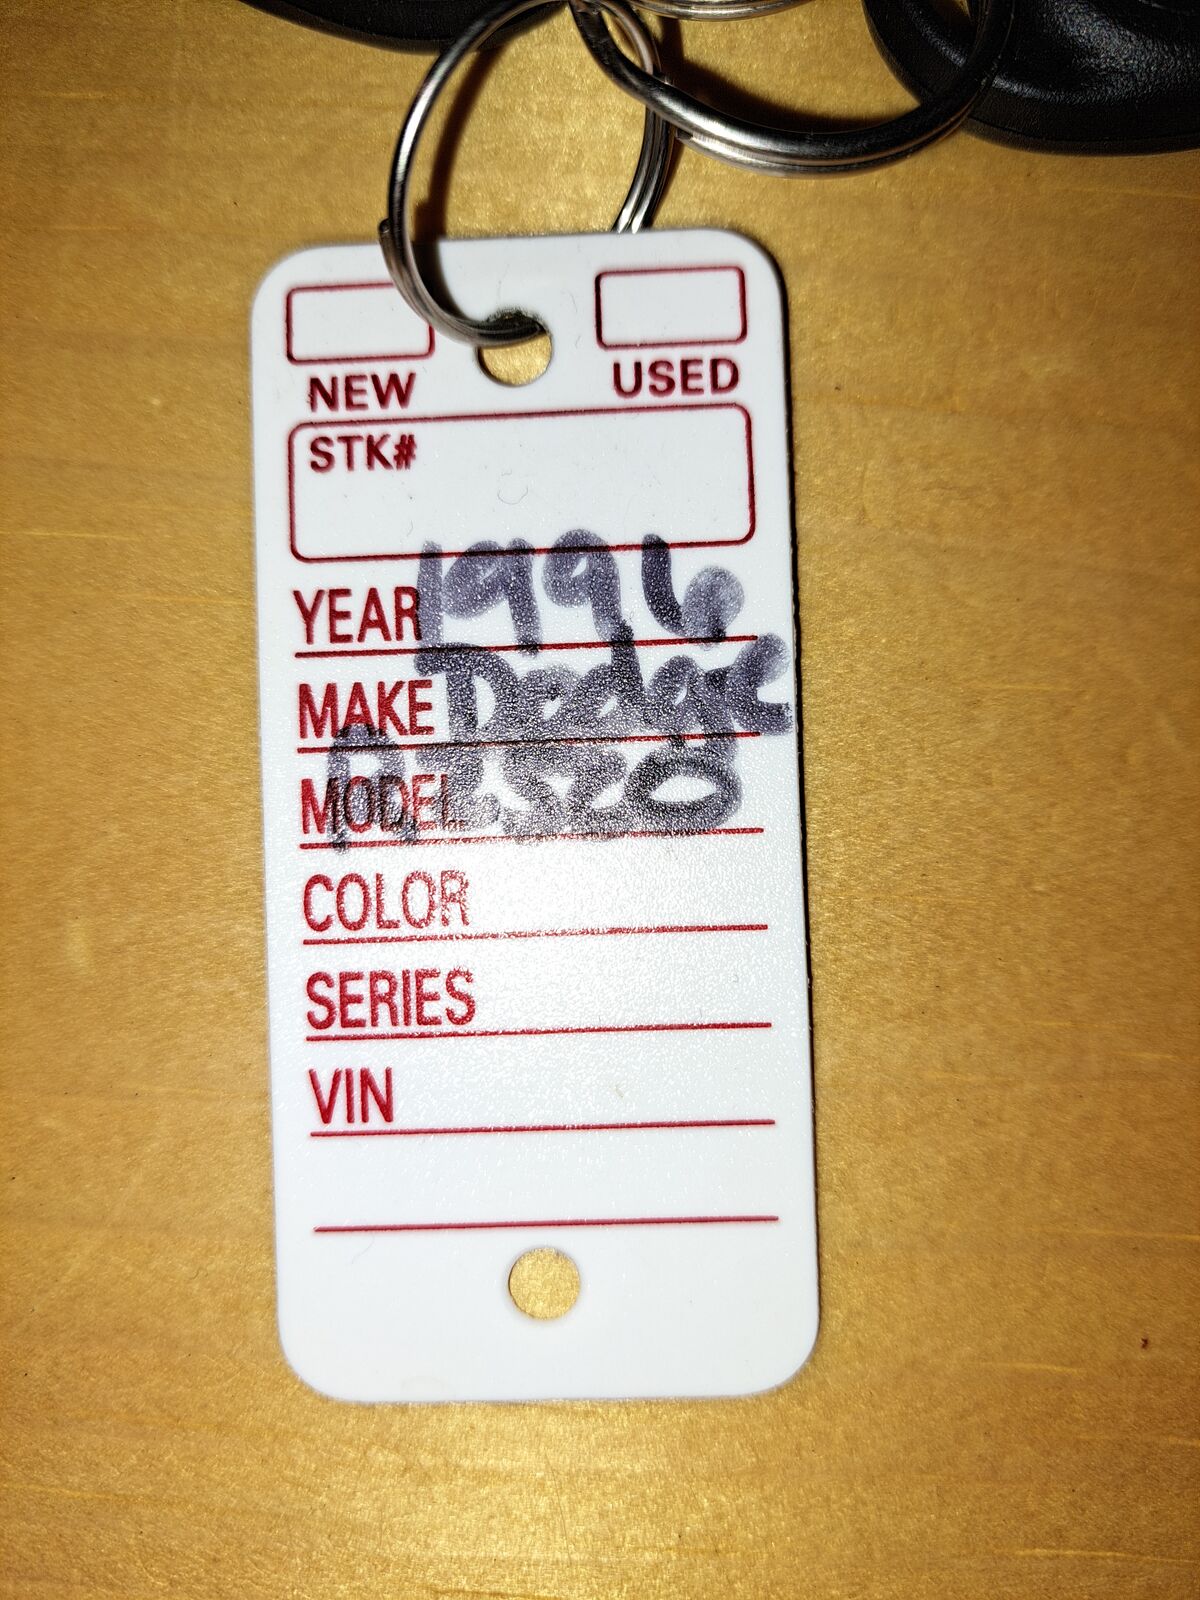 NEW USED
STK#
YEAR 1996
MAKE Dodge
MODEL
COLOR
SERIES
VIN